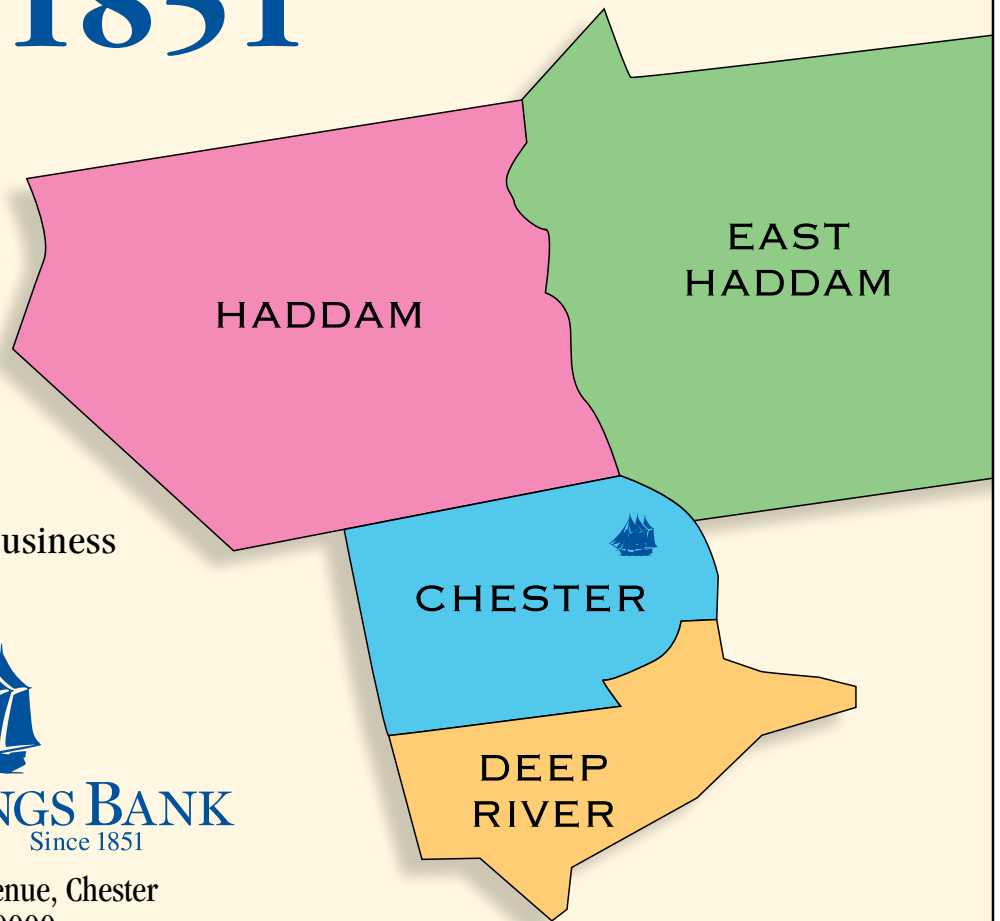 1851
EAST
HADDAM
HADDAM
usiness
CHESTER
DEEP
RIVER
NGS BANK
Since 1851
enue, Chester